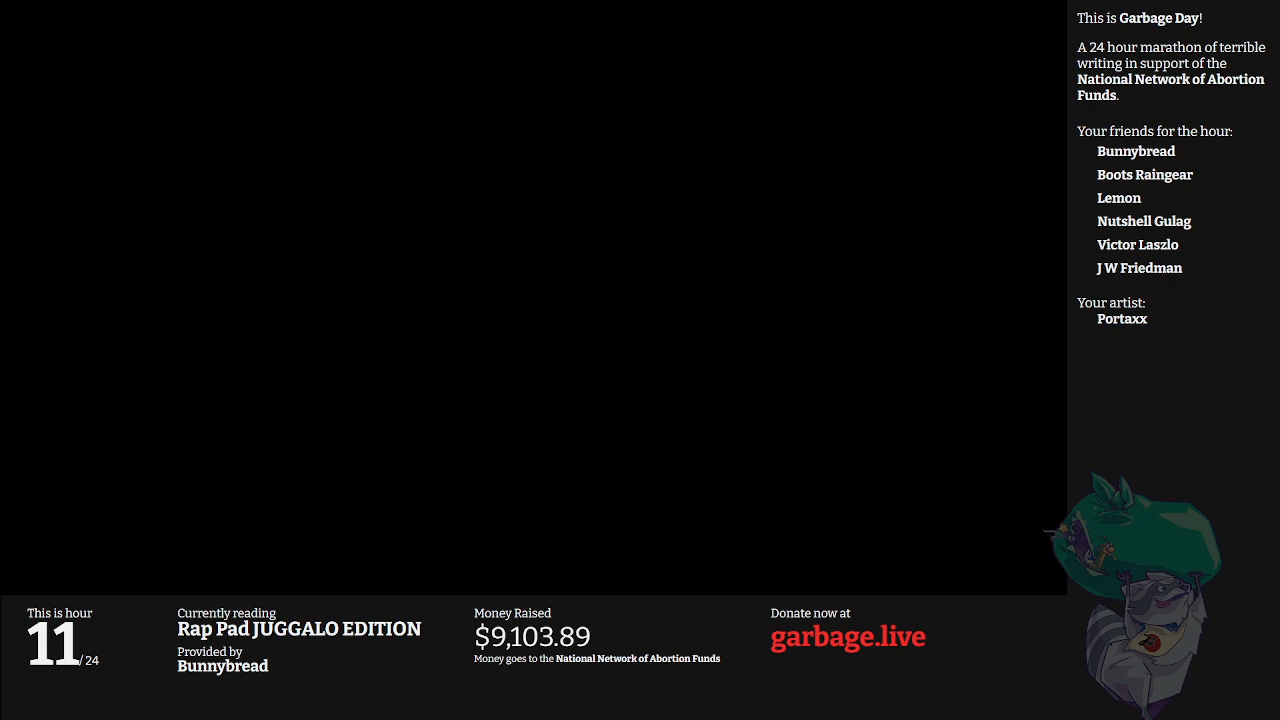 This is Garbage Day!
A 24 hour marathon of terrible
writing in support of the
National Network of Abortion
Funds.
Your friends for the hour:
Bunnybread
Boots Raingear
Lemon
Nutshell Gulag
Victor Laszlo
J W Friedman
Your artist:
Portaxx
This is hour
11/ 24
Currently reading
Rap Pad JUGGALO EDITION
Provided by
Bunnybread
Money Raised
$9,103.89
Money goes to the National Network of Abortion Funds
Donate now at
garbage.live